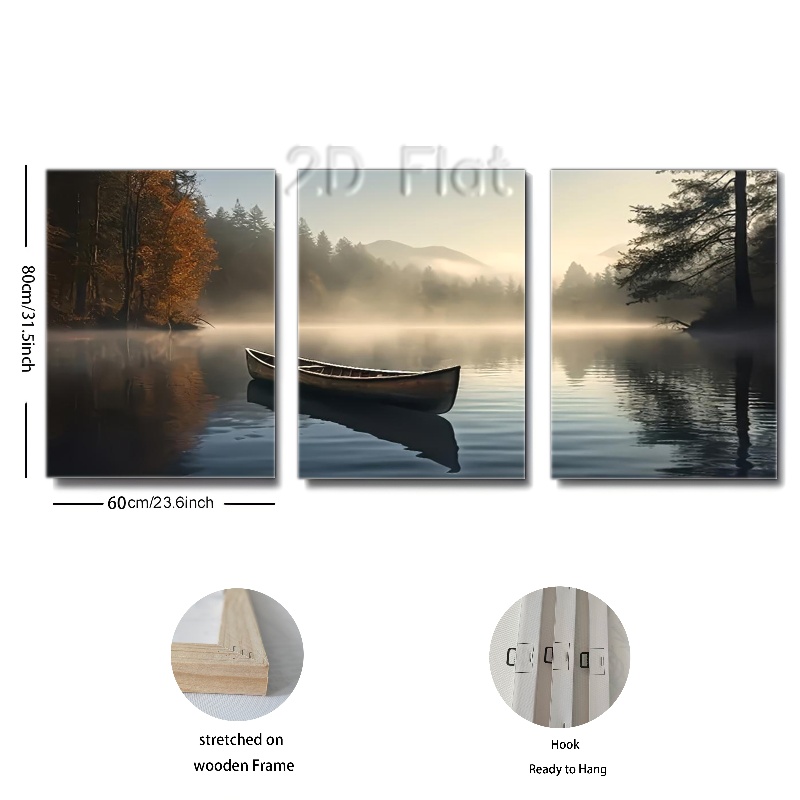 2D Flat
80cm/31.5inch
60cm/23.6inch
stretched on
wooden Frame
Hook
Ready to Hang